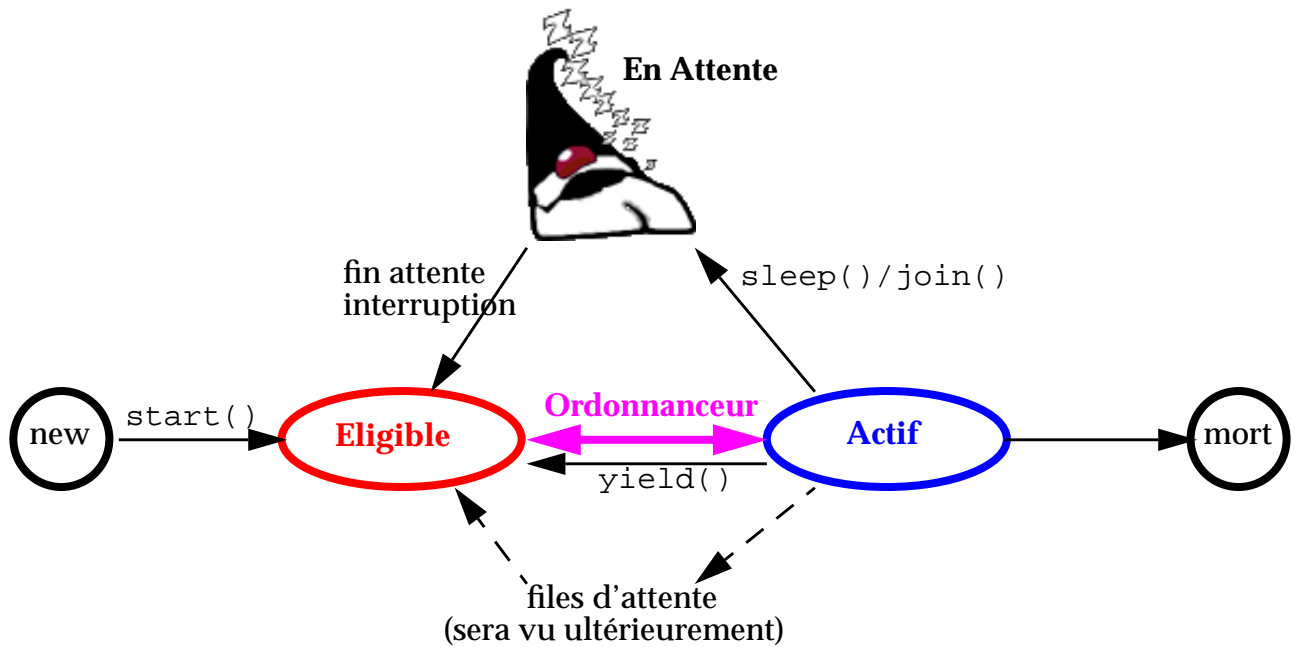 En Attente
fin attente
interruption
sleep()/join()
new
start()
Eligible
Ordonnanceur
yield()
Actif
mort
files d'attente
(sera vu ultérieurement)